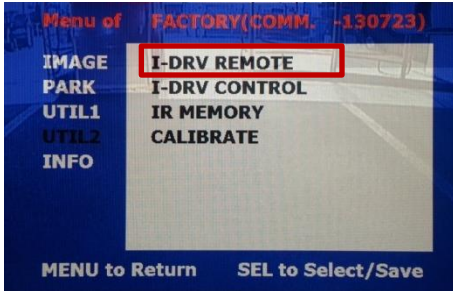 Menu of FACTORY(COMM. -130723)
IMAGE I-DRV REMOTE
PARK I-DRV CONTROL
UTIL1 IR MEMORY
UTIL2 CALIBRATE
INFO
MENU to Return SEL to Select/Save